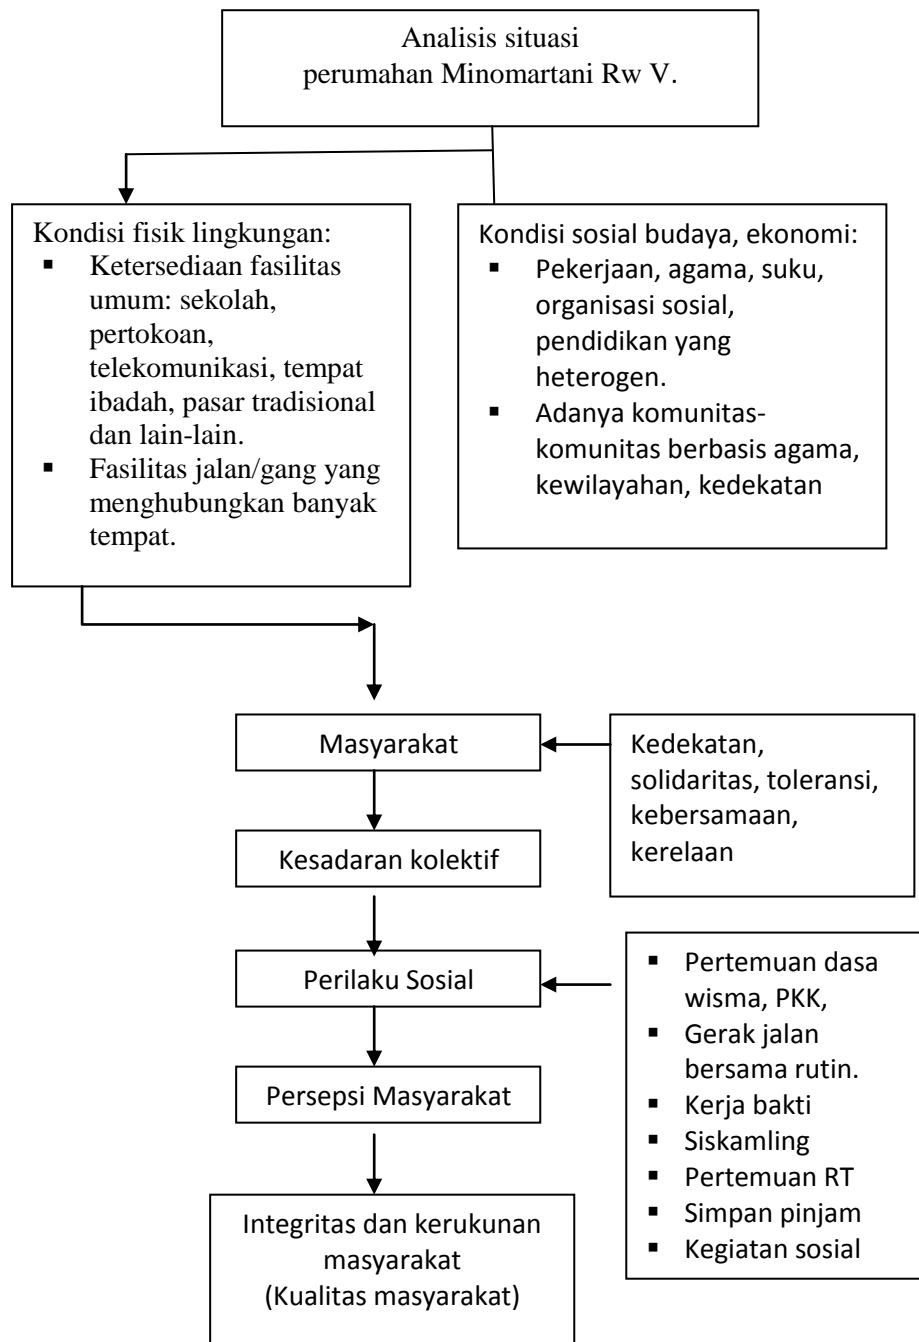 Analisis situasi
perumahan Minomartani Rw V.
Kondisi fisik lingkungan:
▪ Ketersediaan fasilitas
umum: sekolah,
pertokoan,
telekomunikasi, tempat
ibadah, pasar tradisional
dan lain-lain.
▪ Fasilitas jalan/gang yang
menghubungkan banyak
tempat.
Kondisi sosial budaya, ekonomi:
▪ Pekerjaan, agama, suku,
organisasi sosial,
pendidikan yang
heterogen.
▪ Adanya komunitas-
komunitas berbasis agama,
kewilayahan, kedekatan
Masyarakat
Kedekatan,
solidaritas, toleransi,
kebersamaan,
kerelaan
Kesadaran kolektif
Perilaku Sosial
▪ Pertemuan dasa
wisma, PKK,
▪ Gerak jalan
bersama rutin.
▪ Kerja bakti
▪ Siskamling
▪ Pertemuan RT
▪ Simpan pinjam
▪ Kegiatan sosial
Persepsi Masyarakat
Integritas dan kerukunan
masyarakat
(Kualitas masyarakat)